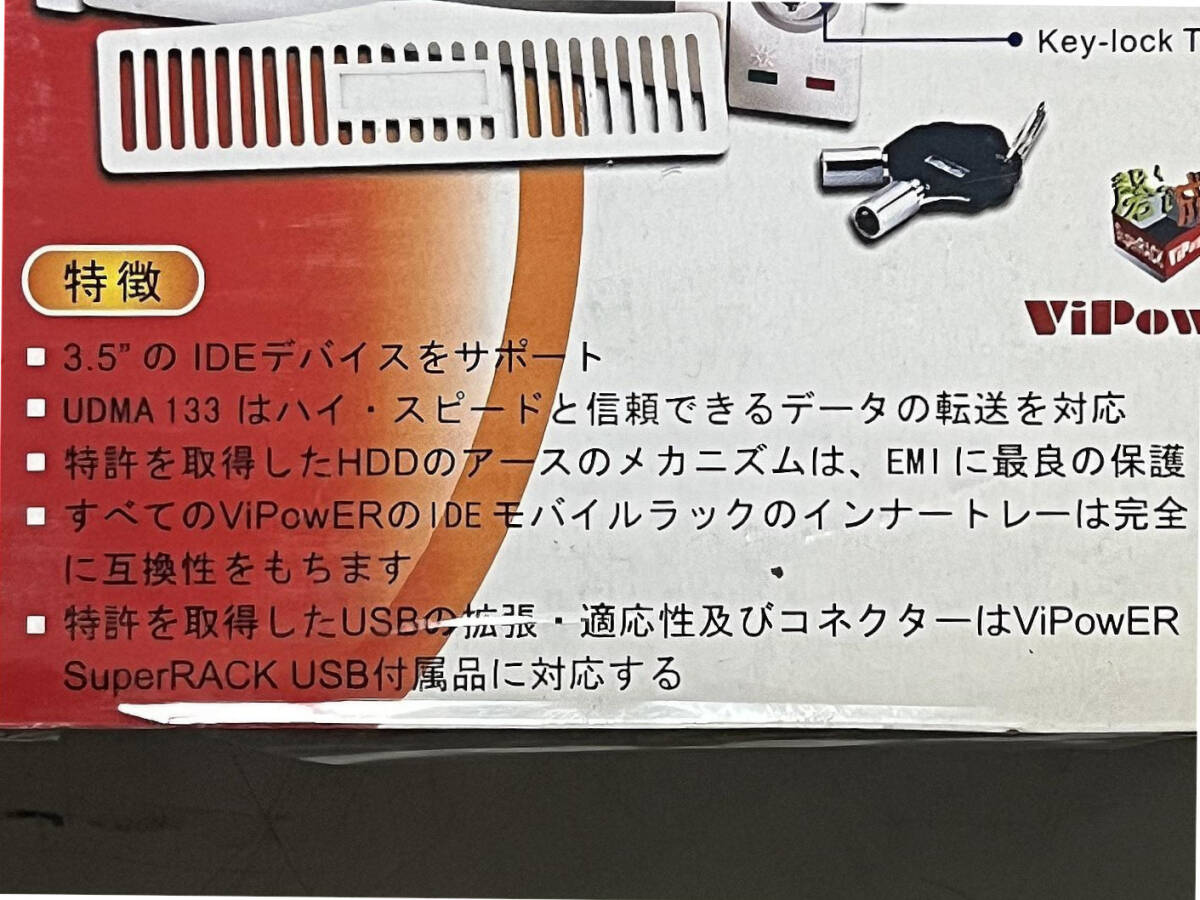 Key-lock T
ViPow
特徴
■ 3.5”の IDEデバイスをサポート
■ UDMA 133 はハイ・スピードと信頼できるデータの転送を対応
■ 特許を取得したHDDのアースのメカニズムは、EMIに最良の保護
■ すべてのViPowERのIDE モバイルラックのインナートレーは完全
に互換性をもちます
■ 特許を取得したUSBの拡張・適応性及びコネクターはViPowER
SuperRACK USB付属品に対応する